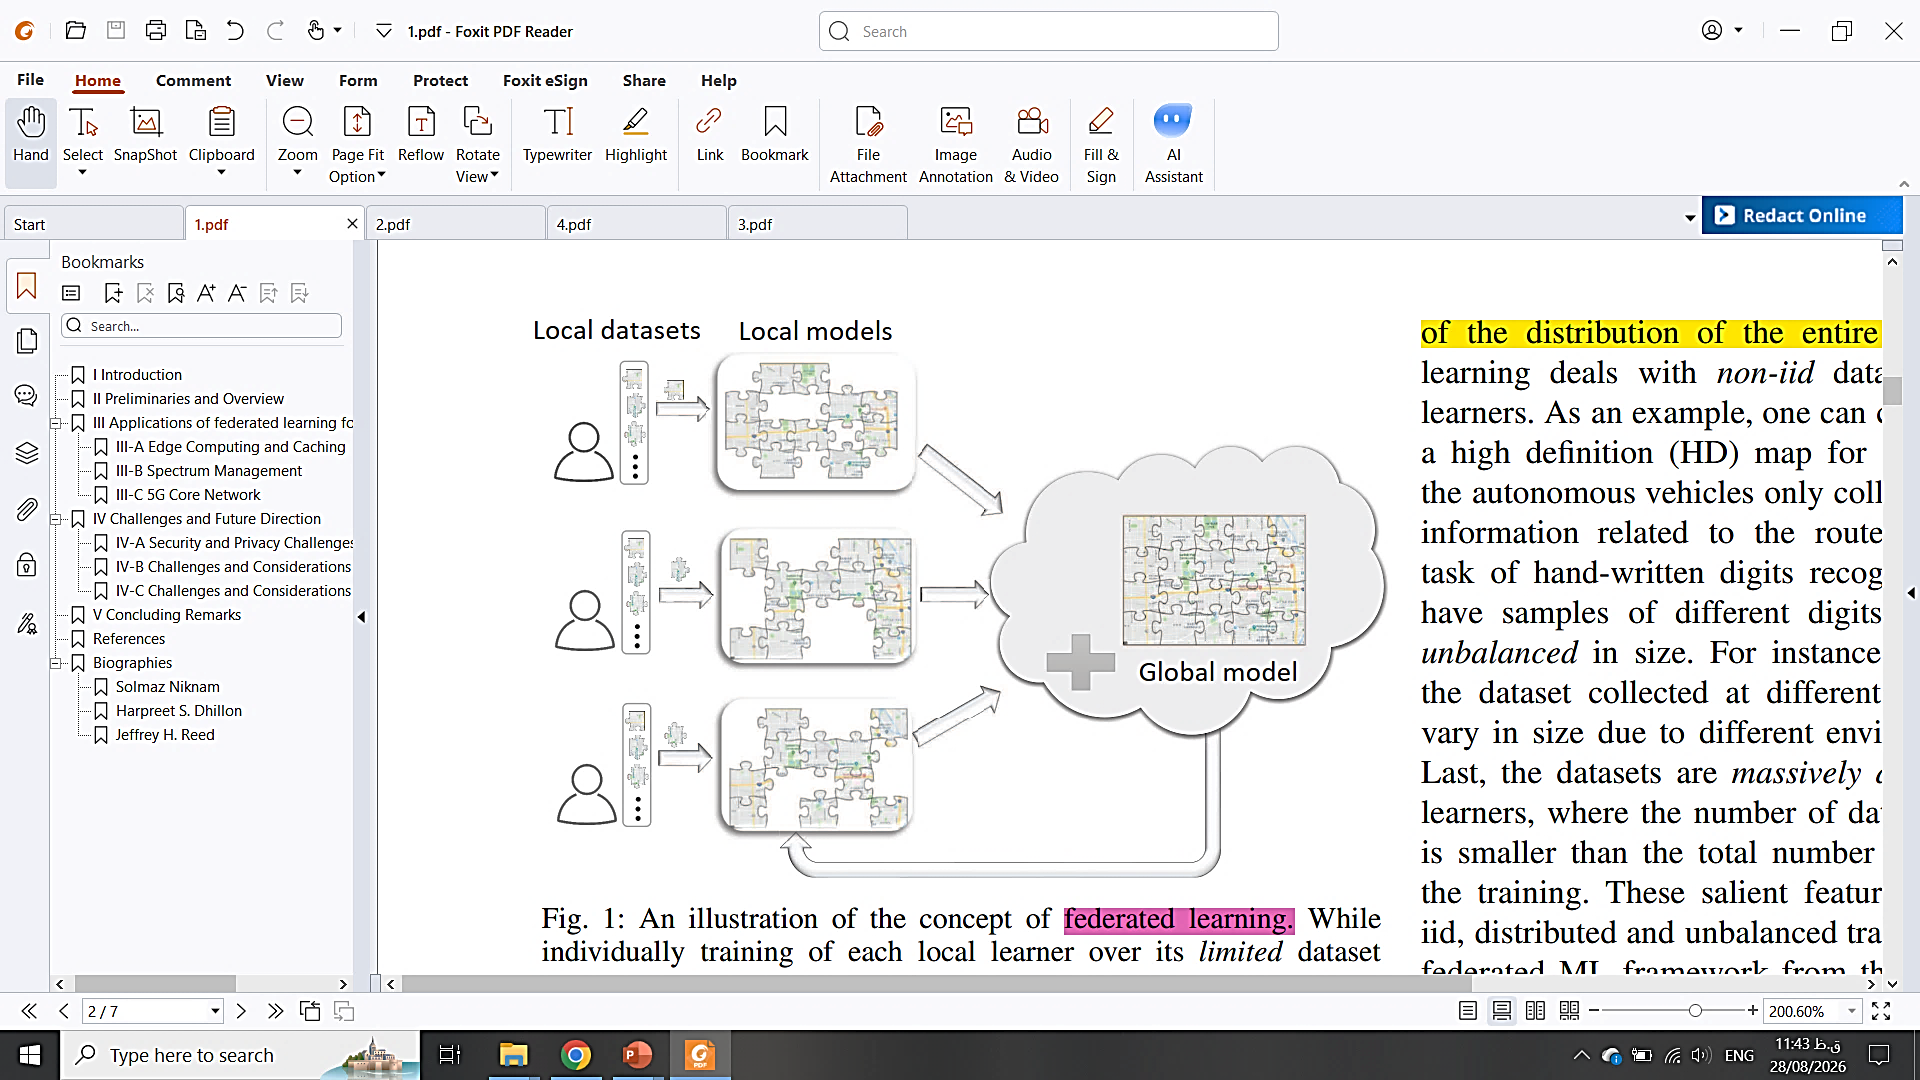 1.pdf - Foxit PDF Reader
Search
File Home Comment View Form Protect Foxit eSign Share Help
Hand
Select
SnapShot
Clipboard
Zoom
Page Fit
Option
Reflow
Rotate
View
Typewriter
Highlight
Link
Bookmark
File
Attachment
Image
Annotation
Audio
& Video
Fill &
Sign
AI
Assistant
Start
1.pdf
2.pdf
4.pdf
3.pdf
Redact Online
Bookmarks
Search...
I Introduction
II Preliminaries and Overview
III Applications of federated learning fo
III-A Edge Computing and Caching
III-B Spectrum Management
III-C 5G Core Network
IV Challenges and Future Direction
IV-A Security and Privacy Challenges
IV-B Challenges and Considerations
IV-C Challenges and Considerations
V Concluding Remarks
References
Biographies
Solmaz Niknam
Harpreet S. Dhillon
Jeffrey H. Reed
Local datasets
Local models
Global model
Fig. 1: An illustration of the concept of federated learning. While
individually training of each local learner over its limited dataset
of the distribution of the entire
learning deals with non-iid data
learners. As an example, one can
a high definition (HD) map for
the autonomous vehicles only coll
information related to the route
task of hand-written digits recog
have samples of different digits
unbalanced in size. For instance
the dataset collected at different
vary in size due to different envi
Last, the datasets are massively
learners, where the number of da
is smaller than the total number
the training. These salient featur
iid, distributed and unbalanced tra
federated ML framework from th
2 / 7
200.60%
Type here to search
ENG
11:43 ق.ظ
28/08/2026